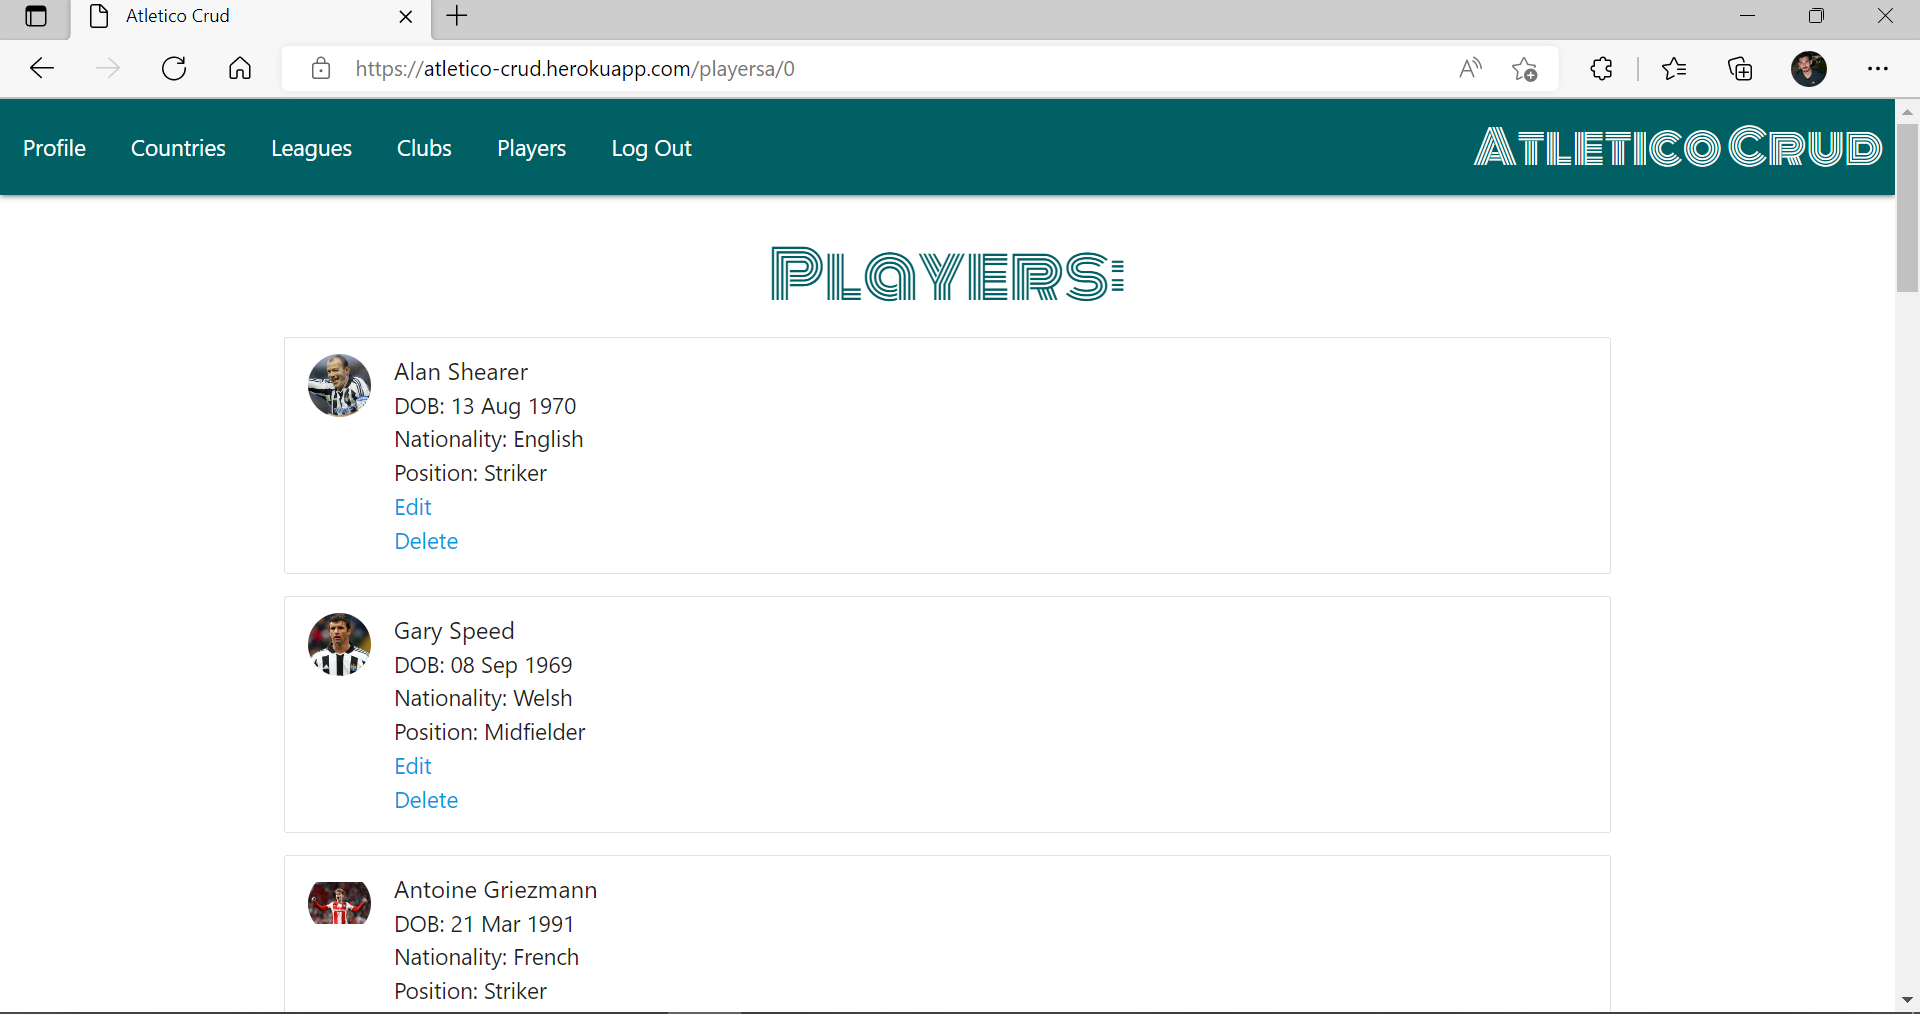 Atletico Crud
https://atletico-crud.herokuapp.com/playersa/0
Profile Countries Leagues Clubs Players Log Out Atletico Crud
Players:
Alan Shearer
DOB: 13 Aug 1970
Nationality: English
Position: Striker
Edit
Delete
Gary Speed
DOB: 08 Sep 1969
Nationality: Welsh
Position: Midfielder
Edit
Delete
Antoine Griezmann
DOB: 21 Mar 1991
Nationality: French
Position: Striker